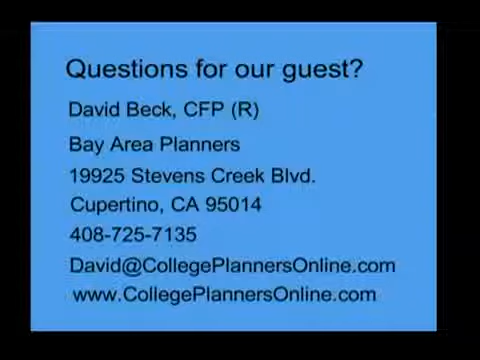 Questions for our guest?
David Beck, CFP (R)
Bay Area Planners
19925 Stevens Creek Blvd.
Cupertino, CA 95014
408-725-7135
David@CollegePlannersOnline.com
www.CollegePlannersOnline.com